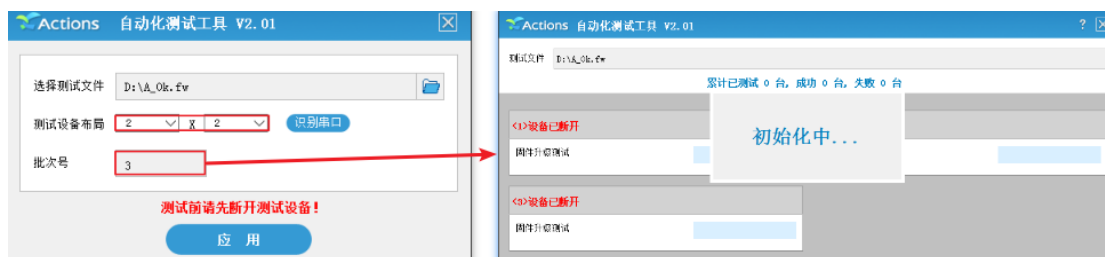 Actions 自动化测试工具 V2.01
选择测试文件 D:\A_Ok.fw
测试设备布局 2 X 2 识别串口
批次号 3
测试前请先断开测试设备！
应 用
Actions 自动化测试工具 V2.01 ?
测试文件 D:\A_Ok.fw
累计已测试 0 台，成功 0 台，失败 0 台
<1>设备已断开
固件升级测试
初始化中...
<3>设备已断开
固件升级测试